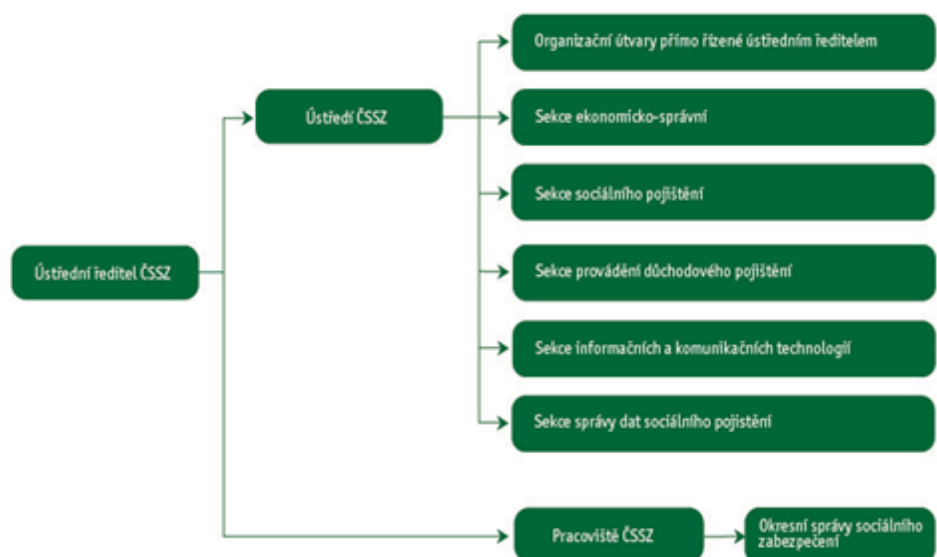 Organizační útvary přímo řízené ústředním ředitelem
Ústředí ČSSZ
Sekce ekonomicko-správní
Sekce sociálního pojištění
Ústřední ředitel ČSSZ
Sekce provádění důchodového pojištění
Sekce informačních a komunikačních technologií
Sekce správy dat sociálního pojistění
Pracoviště ČSSZ
Okresní správy sociálního
zabezpečení